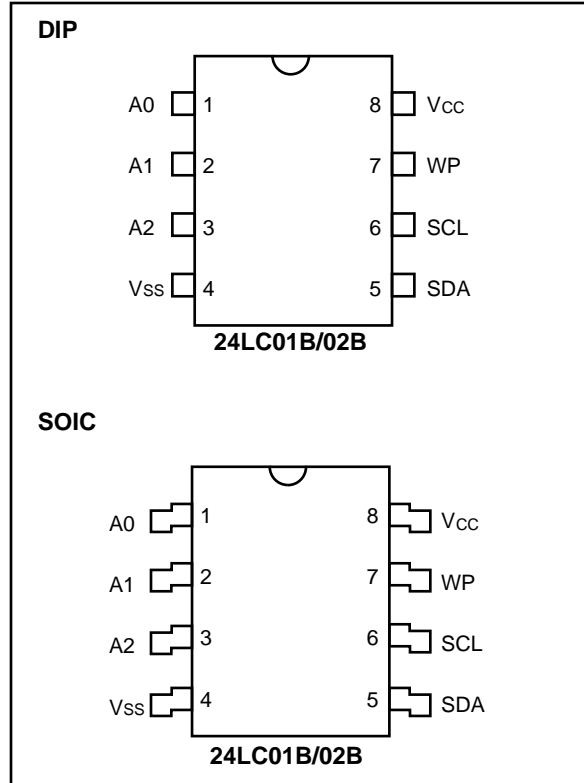 DIP
A0 1 8 VCC
A1 2 7 WP
A2 3 6 SCL
VSS 4 5 SDA
24LC01B/02B
SOIC
A0 1 8 VCC
A1 2 7 WP
A2 3 6 SCL
VSS 4 5 SDA
24LC01B/02B